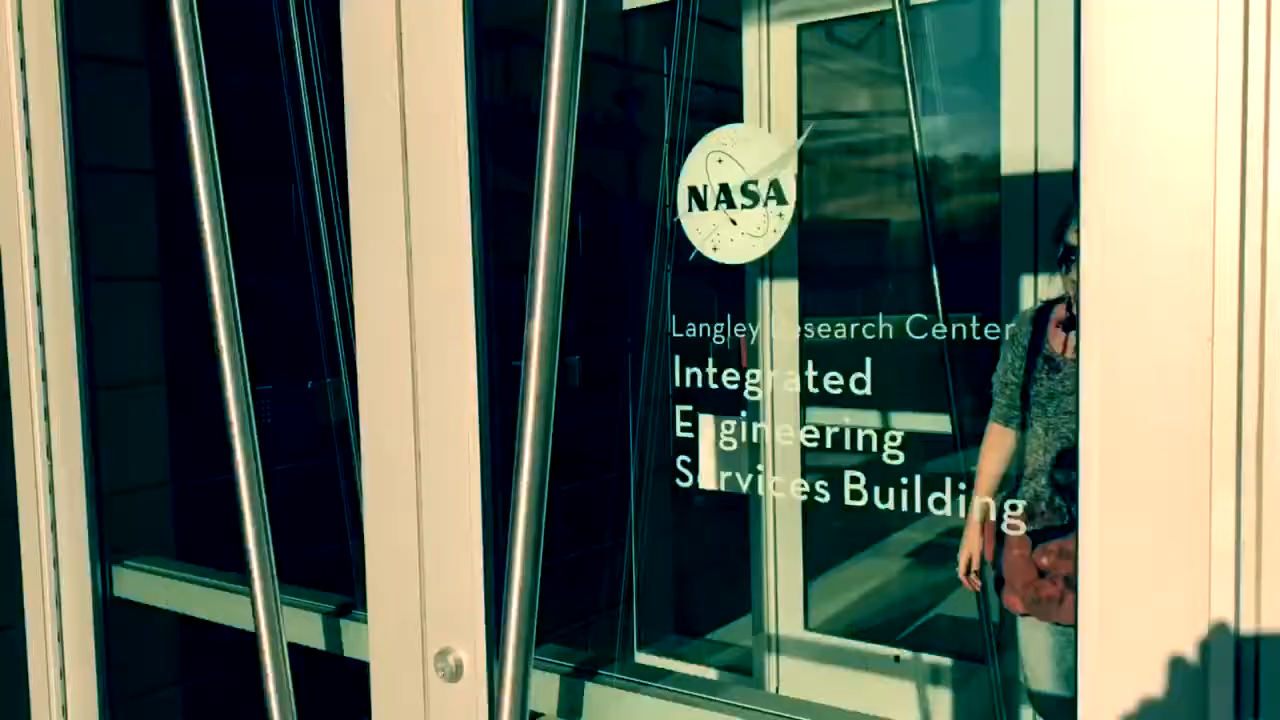 NASA
Langley Research Center
Integrated
Engineering
Services Building